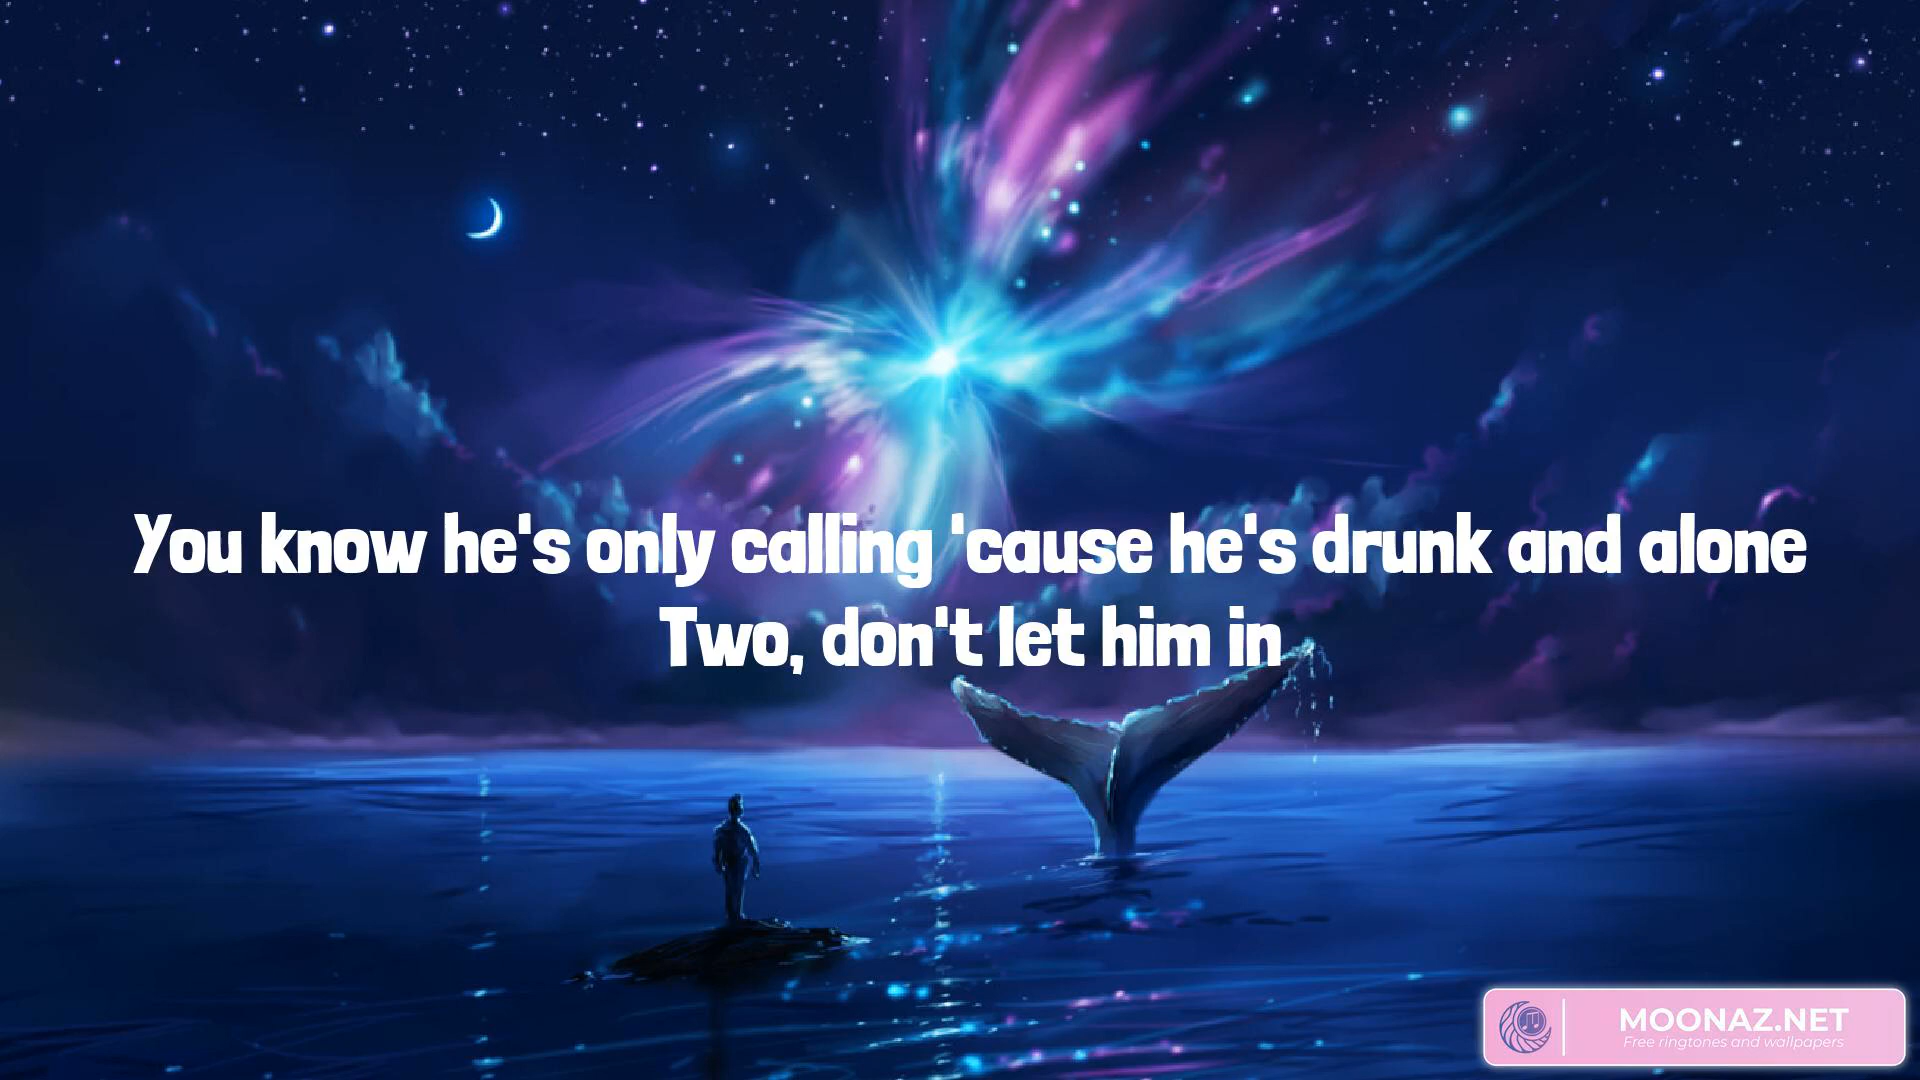 You know he's only calling 'cause he's drunk and alone
Two, don't let him in
MOONAZ.NET
Free ringtones and wallpapers